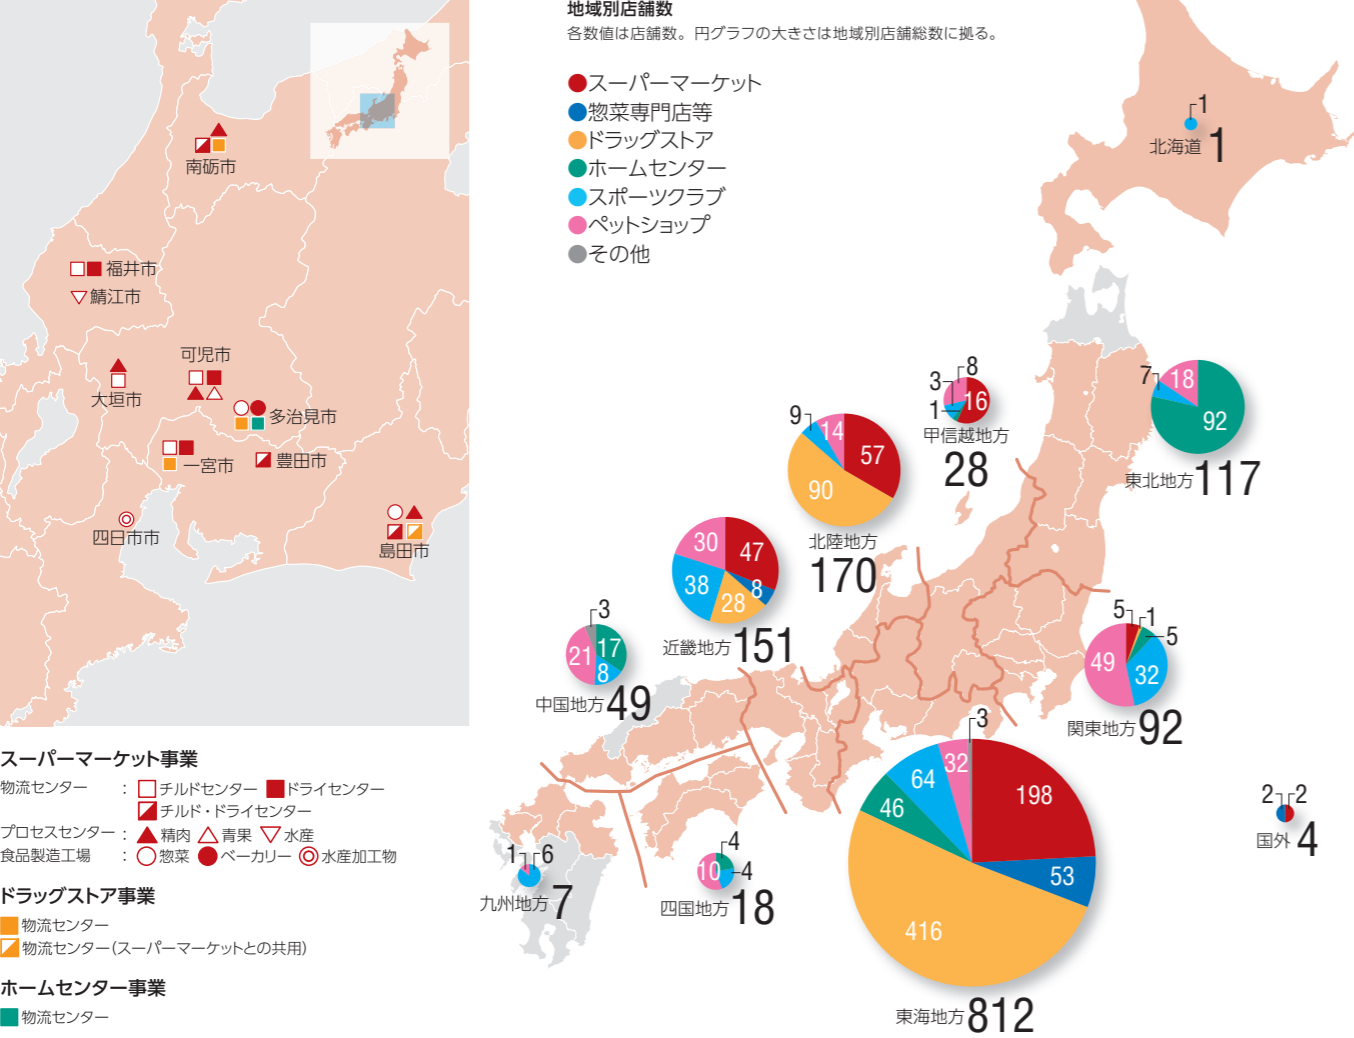 地域別店舗数
各数値は店舗数。円グラフの大きさは地域別店舗総数に拠る。
スーパーマーケット
惣菜専門店等
ドラッグストア
ホームセンター
スポーツクラブ
ペットショップ
その他
南砺市
福井市
鯖江市
可児市
大垣市
多治見市
一宮市
豊田市
四日市市
島田市
スーパーマーケット事業
物流センター : チルドセンター ドライセンター
チルド・ドライセンター
プロセスセンター : 精肉 青果 水産
食品製造工場 : 惣菜 ベーカリー 水産加工物
ドラッグストア事業
物流センター
物流センター(スーパーマーケットとの共用)
ホームセンター事業
物流センター
1
北海道 1
7 18 92
東北地方 117
3 8 1 16
甲信越地方
28
9 14 57 90
北陸地方
170
30 47 8 28 38
近畿地方 151
3 17 8 21
中国地方 49
5 1 5 32 49
関東地方 92
3 32 64 46 198 53 416
東海地方 812
2 2
国外 4
4 4 10
四国地方 18
1 6
九州地方 7